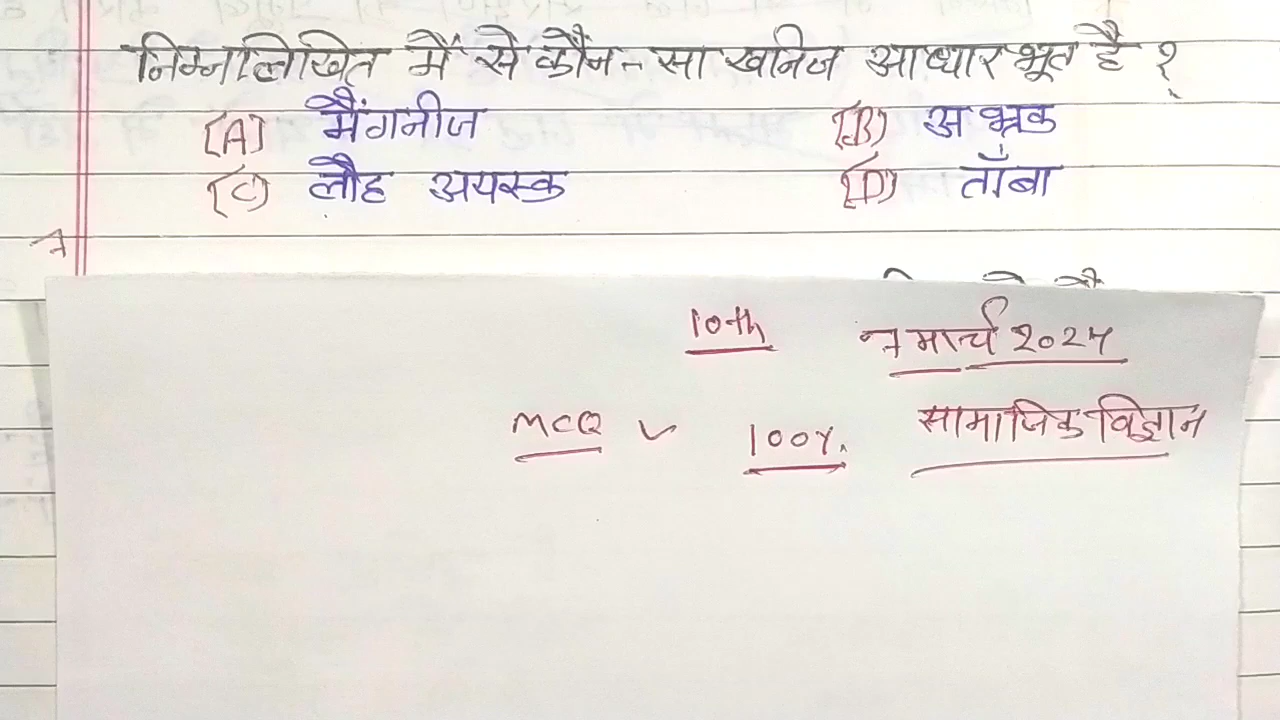 निम्नलिखित में से कौन-सा खनिज आधारभूत है ?
[A] मैंगनीज [B] अभ्रक
[C] लौह अयस्क [D] ताँबा
10th 7 मार्च 2024
MCQ ✓ 100%. सामाजिक विज्ञान